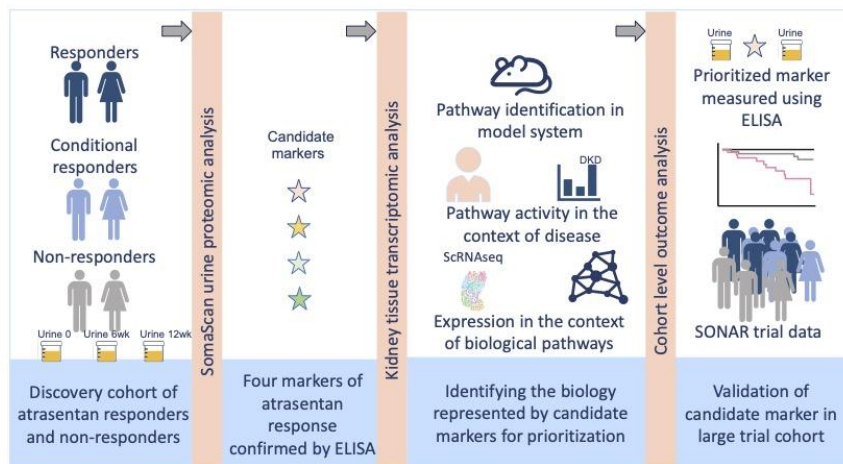 Responders
Conditional
responders
Non-responders
Urine 0
Urine 6wk
Urine 12wk
Discovery cohort of
atrasentan responders
and non-responders
SomaScan urine proteomic analysis
Candidate
markers
Four markers of
atrasentan
response
confirmed by ELISA
Kidney tissue transcriptomic analysis
Pathway identification in
model system
DKD
Pathway activity in the
context of disease
ScRNAseq
Expression in the context
of biological pathways
Identifying the biology
represented by candidate
markers for prioritization
Cohort level outcome analysis
Urine
Urine
Prioritized marker
measured using
ELISA
SONAR trial data
Validation of
candidate marker in
large trial cohort